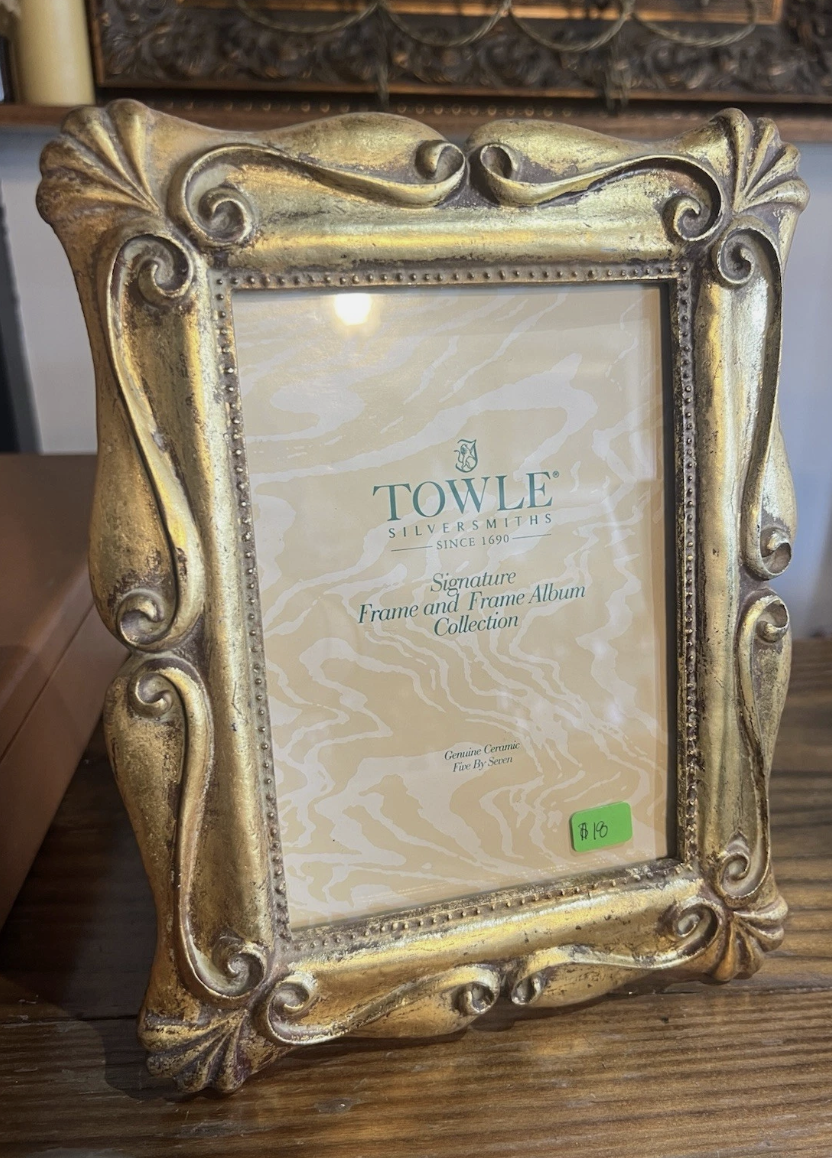 TOWLE®
SILVERSMITHS
SINCE 1690
Signature
Frame and Frame Album
Collection
Genuine Ceramic
Five By Seven
$18